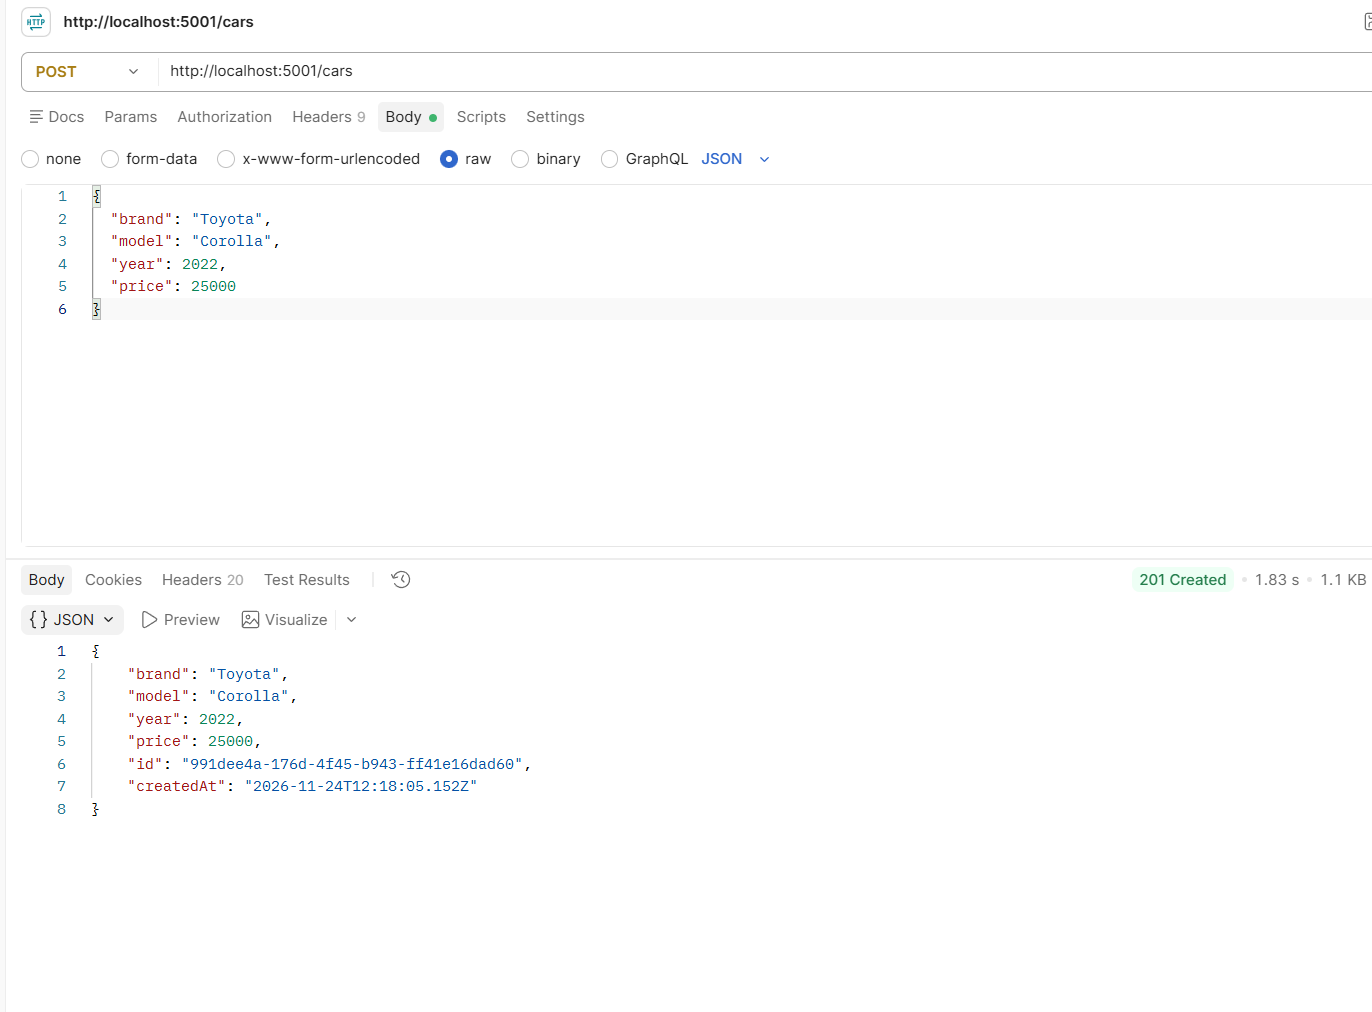 HTTP http://localhost:5001/cars
POST http://localhost:5001/cars
Docs Params Authorization Headers 9 Body Scripts Settings
none form-data x-www-form-urlencoded raw binary GraphQL JSON
1 {
2 "brand": "Toyota",
3 "model": "Corolla",
4 "year": 2022,
5 "price": 25000
6 }
Body Cookies Headers 20 Test Results 201 Created • 1.83 s • 1.1 KB
{} JSON Preview Visualize
1 {
2 "brand": "Toyota",
3 "model": "Corolla",
4 "year": 2022,
5 "price": 25000,
6 "id": "991dee4a-176d-4f45-b943-ff41e16dad60",
7 "createdAt": "2026-11-24T12:18:05.152Z"
8 }